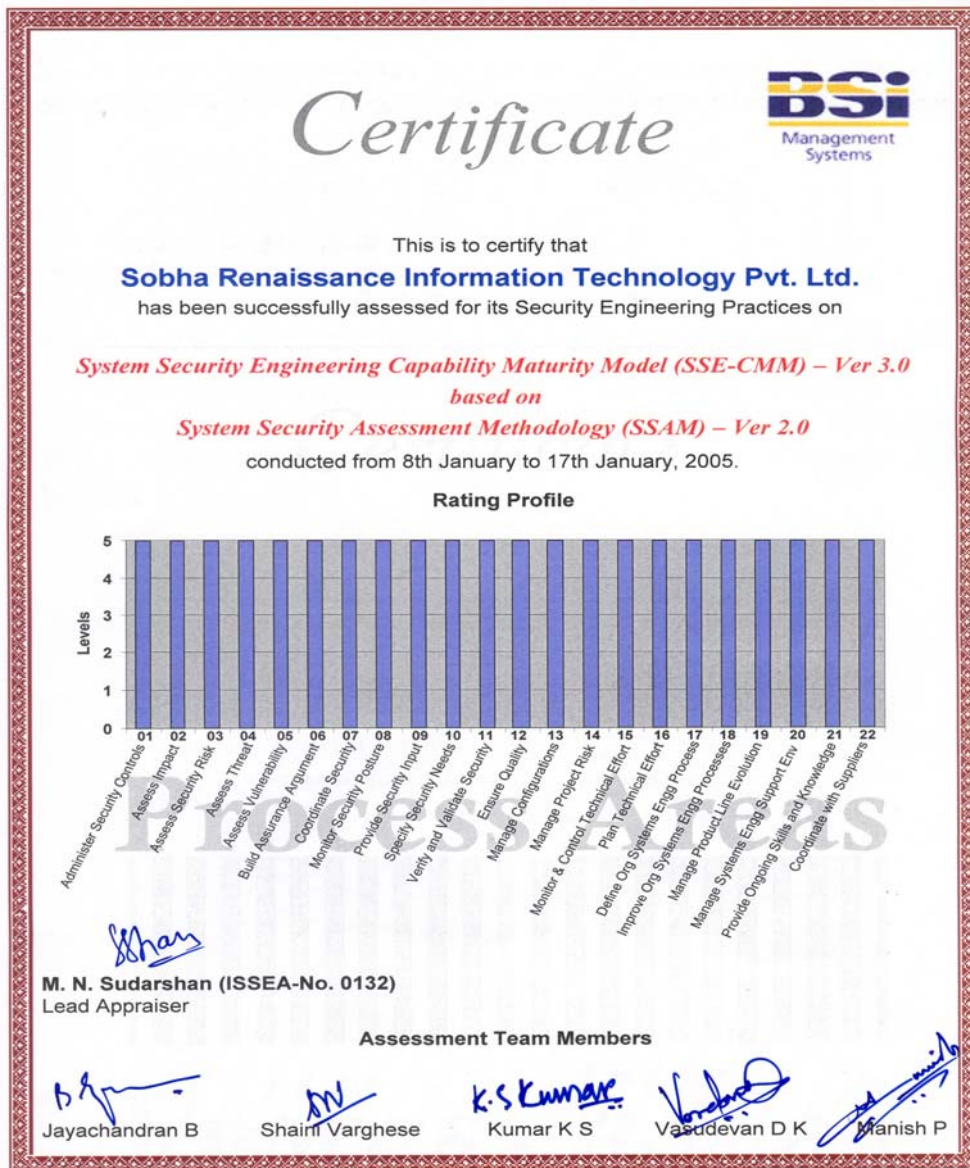 Certificate
BSi
Management
Systems
This is to certify that
Sobha Renaissance Information Technology Pvt. Ltd.
has been successfully assessed for its Security Engineering Practices on
System Security Engineering Capability Maturity Model (SSE-CMM) – Ver 3.0
based on
System Security Assessment Methodology (SSAM) – Ver 2.0
conducted from 8th January to 17th January, 2005.
Rating Profile
Levels
5
4
3
2
1
0
01 02 03 04 05 06 07 08 09 10 11 12 13 14 15 16 17 18 19 20 21 22
Administer Security Controls
Assess Impact
Assess Security Risk
Assess Threat
Assess Vulnerability
Build Assurance Argument
Coordinate Security
Monitor Security Posture
Provide Security Input
Specify Security Needs
Verify and Validate Security
Ensure Quality
Manage Configurations
Manage Project Risk
Monitor & Control Technical Effort
Plan Technical Effort
Define Org Systems Engg Process
Improve Org Systems Engg Processes
Manage Product Line Evolution
Manage Systems Engg Support Env
Provide Ongoing Skills and Knowledge
Coordinate with Suppliers
Process Areas
M. N. Sudarshan (ISSEA-No. 0132)
Lead Appraiser
Assessment Team Members
K.S Kumar
Jayachandran B Shaini Varghese Kumar K S Vasudevan D K Manish P